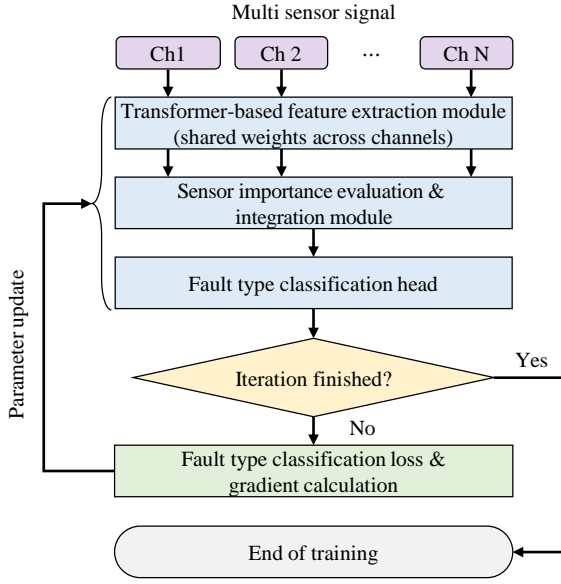 Multi sensor signal
Ch1
Ch 2
...
Ch N
Transformer-based feature extraction module
(shared weights across channels)
Sensor importance evaluation &
integration module
Fault type classification head
Parameter update
Iteration finished?
Yes
No
Fault type classification loss &
gradient calculation
End of training